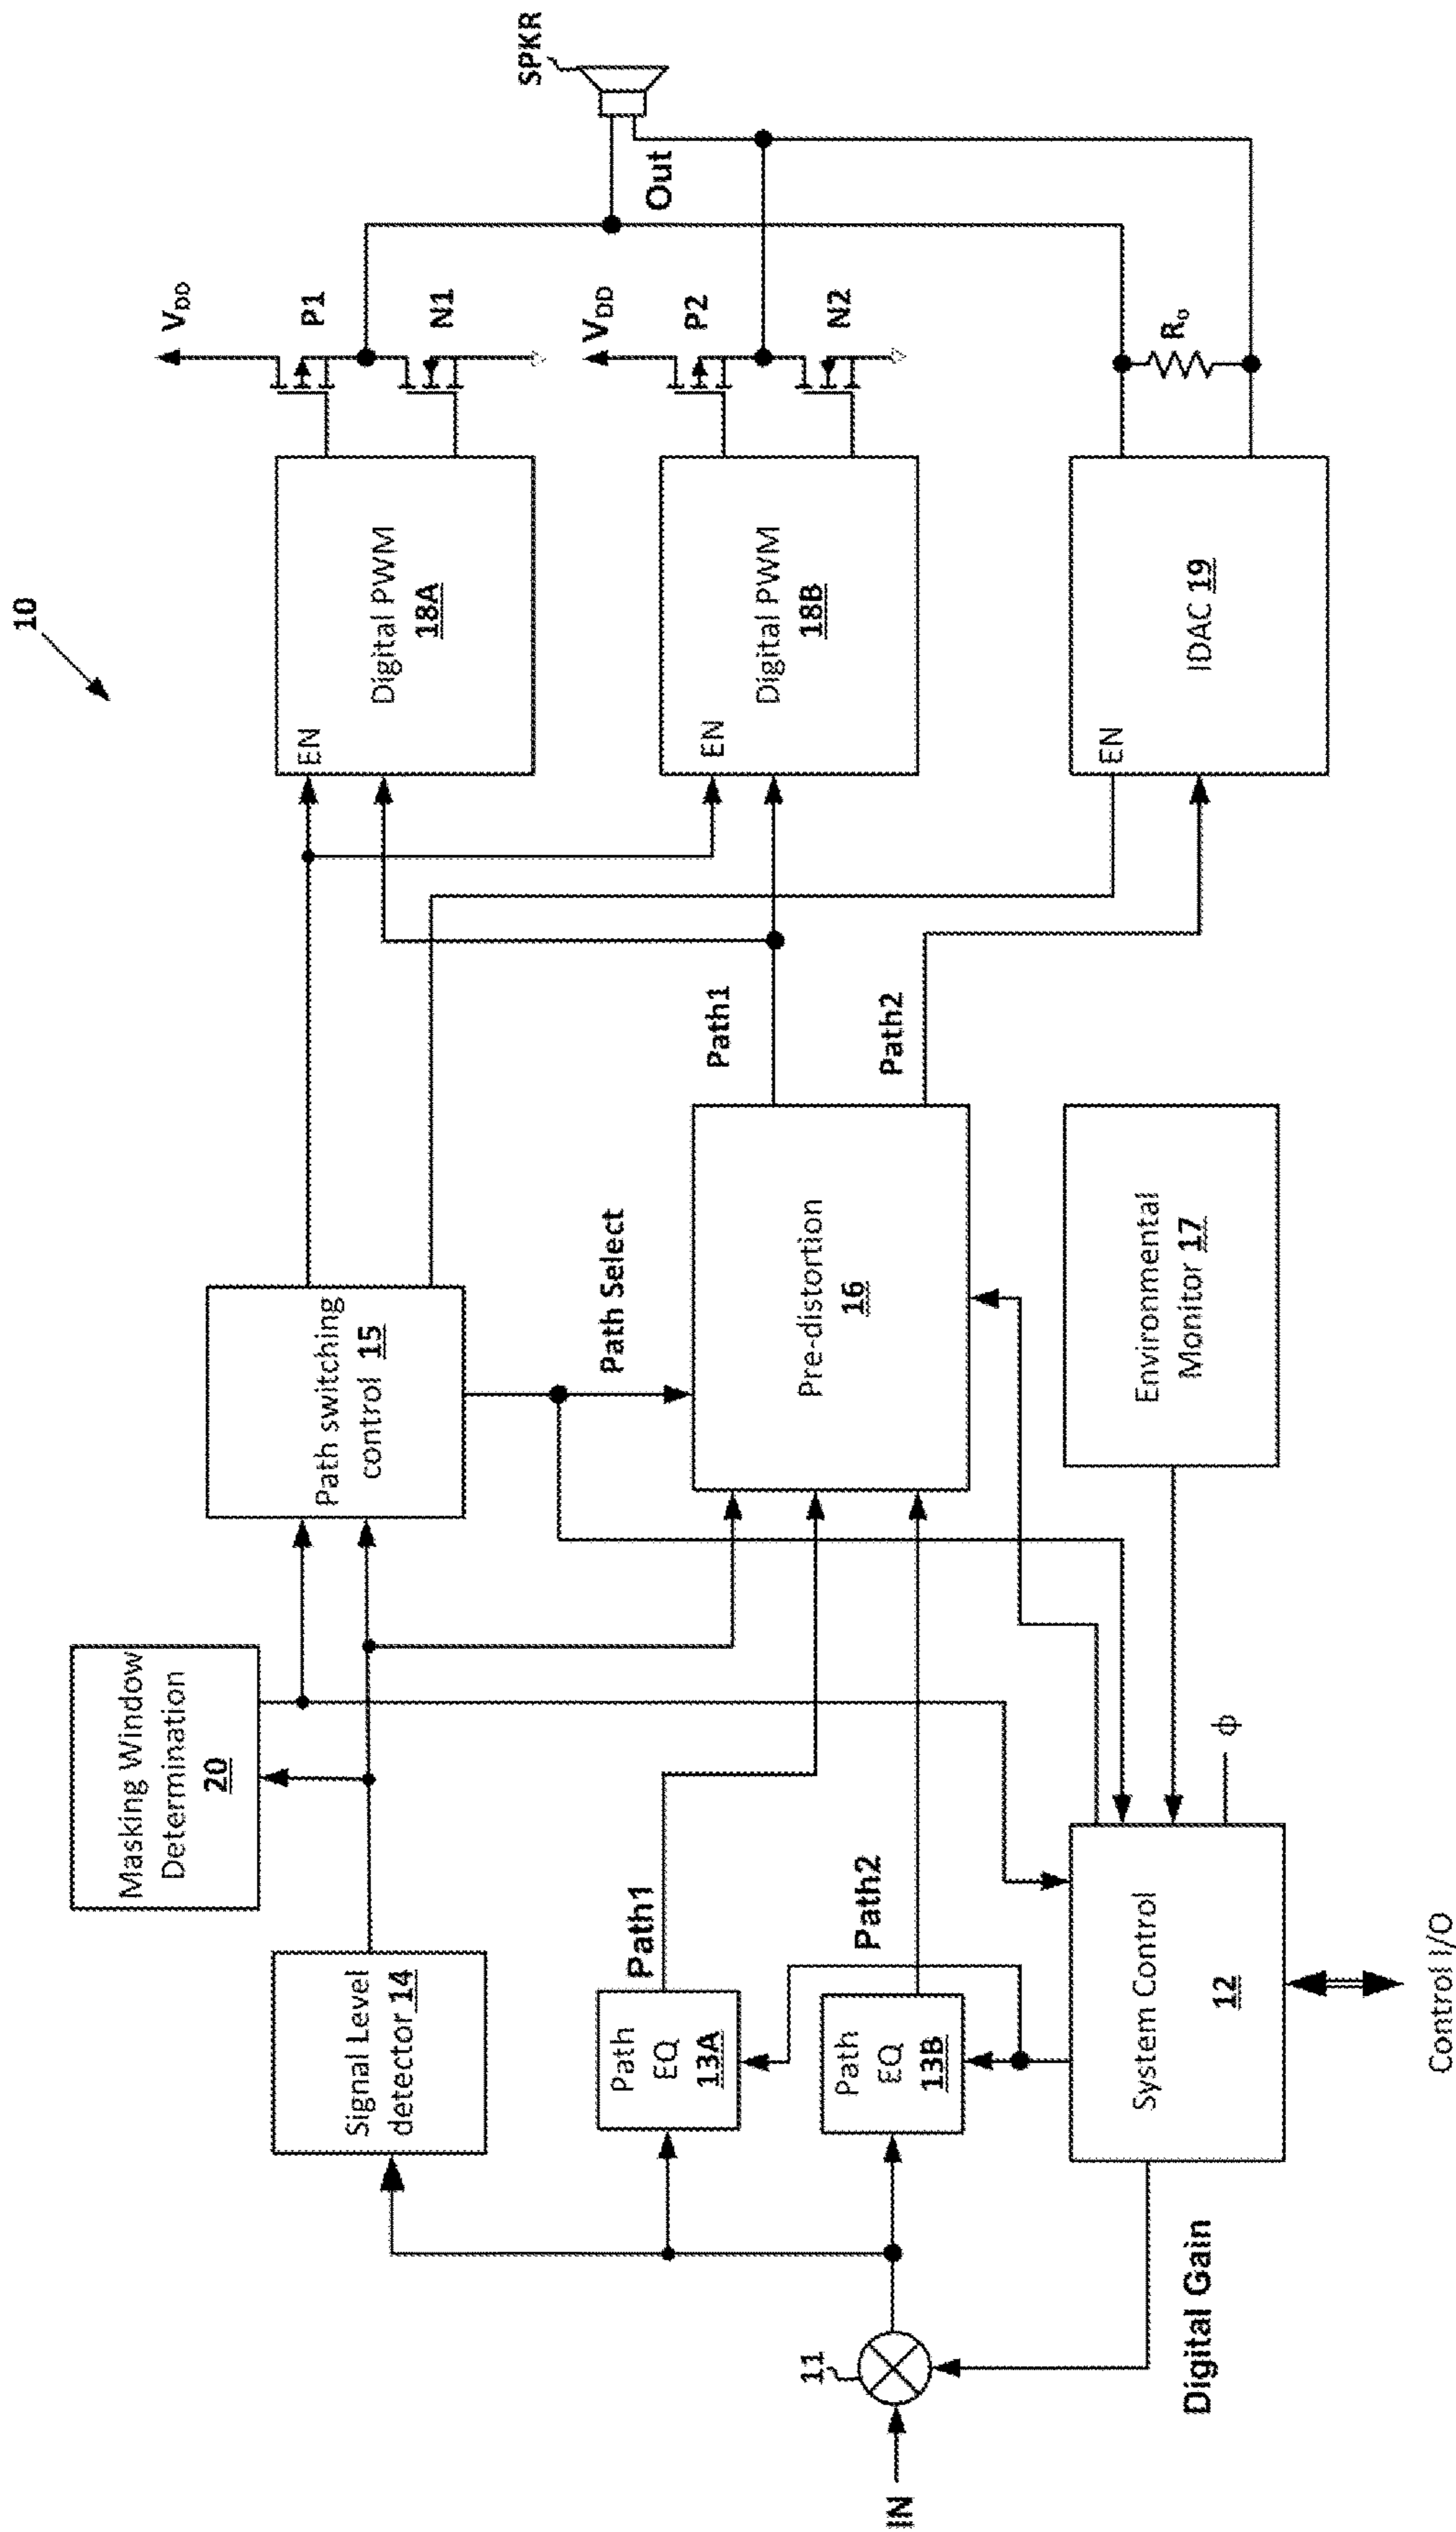 10
Masking Window
Determination
20
Signal Level
detector 14
Path switching
control 15
EN
Digital PWM
18A
VDD
P1
N1
SPKR
Out
Path
EQ
13A
Path1
Path Select
Pre-distortion
16
Path1
Path2
EN
Digital PWM
18B
VDD
P2
N2
11
IN
Path
EQ
13B
Path2
Digital Gain
System Control
12
ϕ
Control I/O
Environmental
Monitor 17
EN
IDAC 19
Ro